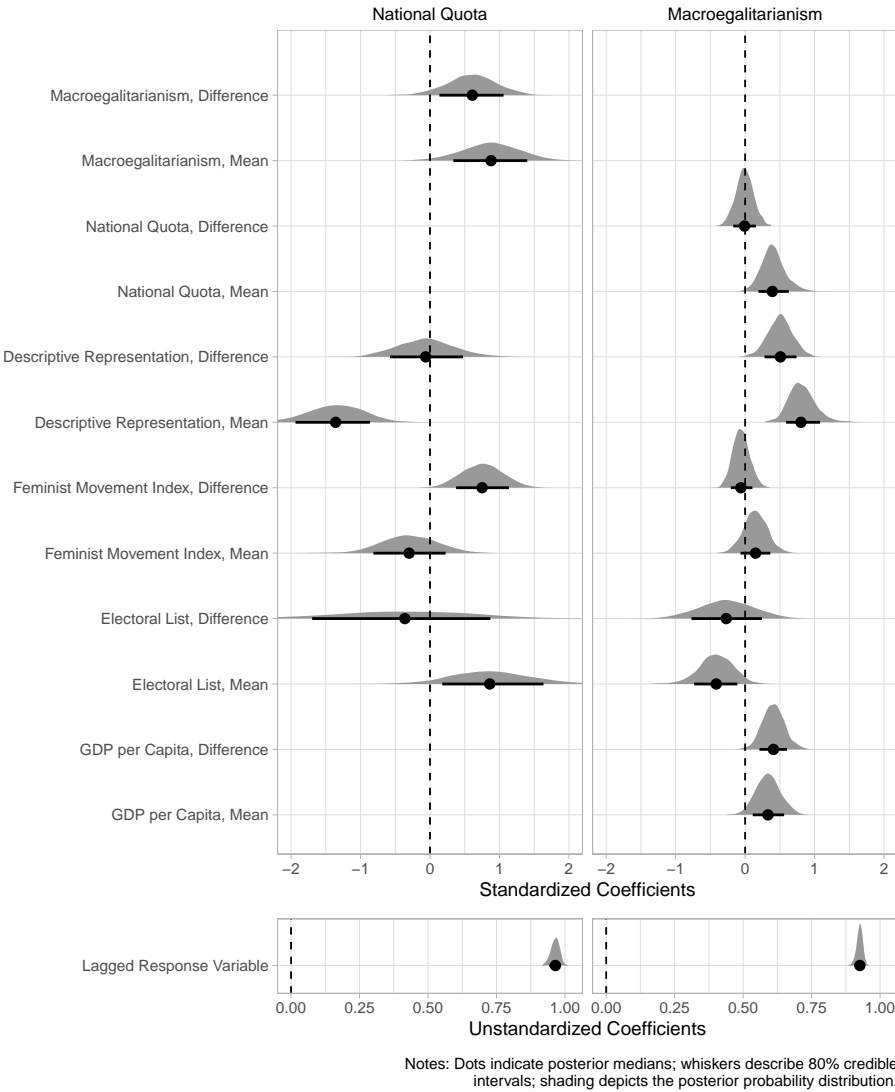 National Quota
Macroegalitarianism
Macroegalitarianism, Difference
Macroegalitarianism, Mean
National Quota, Difference
National Quota, Mean
Descriptive Representation, Difference
Descriptive Representation, Mean
Feminist Movement Index, Difference
Feminist Movement Index, Mean
Electoral List, Difference
Electoral List, Mean
GDP per Capita, Difference
GDP per Capita, Mean
−2 −1 0 1 2 −2 −1 0 1 2
Standardized Coefficients
Lagged Response Variable
0.00 0.25 0.50 0.75 1.00 0.00 0.25 0.50 0.75 1.00
Unstandardized Coefficients
Notes: Dots indicate posterior medians; whiskers describe 80% credible
intervals; shading depicts the posterior probability distribution.